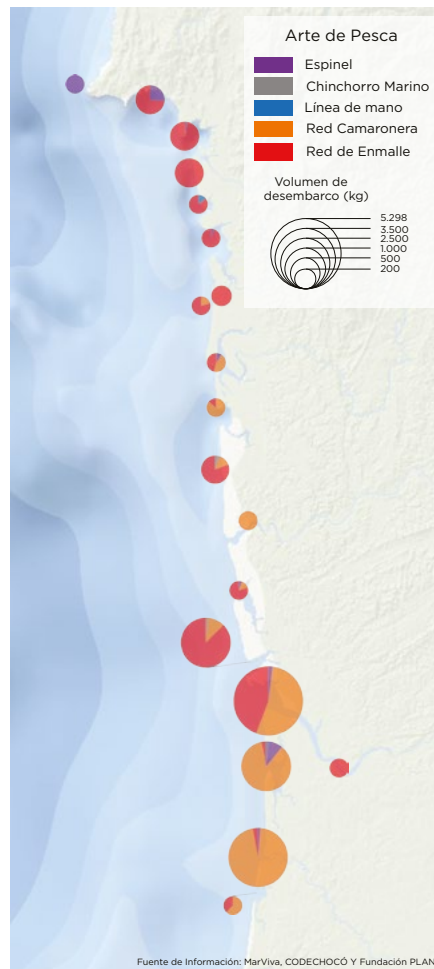 Arte de Pesca
Espinel
Chinchorro Marino
Línea de mano
Red Camaronera
Red de Enmalle
Volumen de
desembarco (kg)
5.298
3.500
2.500
1.000
500
200
Fuente de Información: MarViva, CODECHOCÓ Y Fundación PLAN